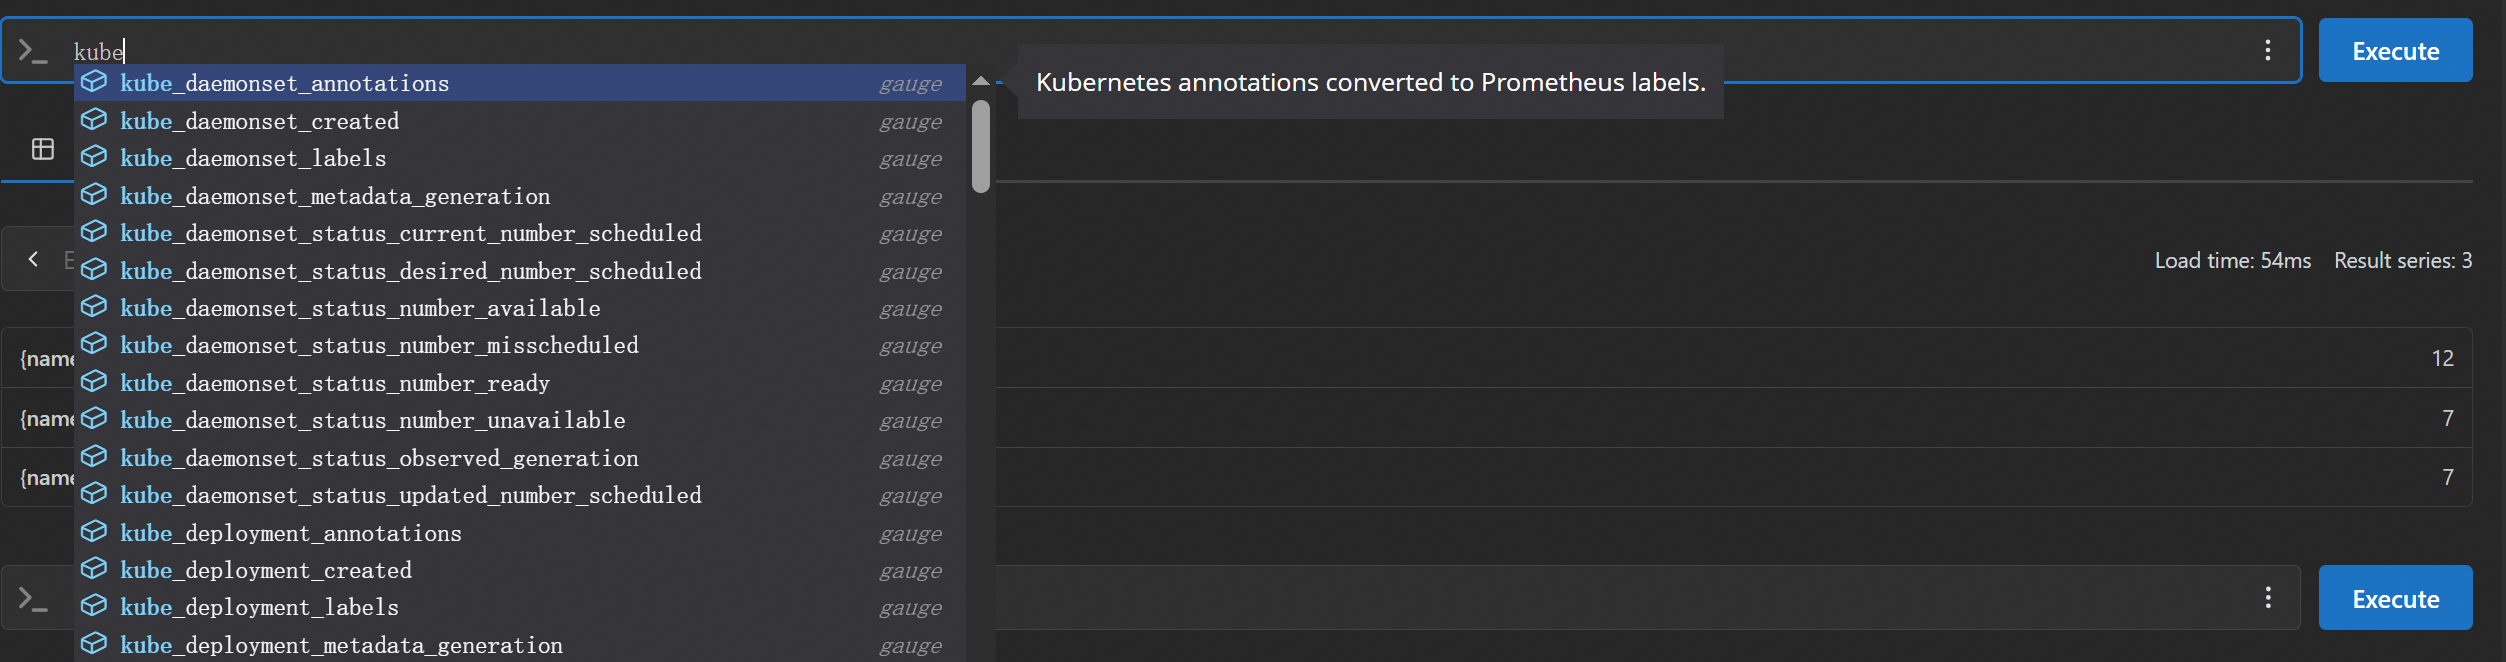 kube
Execute
Kubernetes annotations converted to Prometheus labels.
kube_daemonset_annotations gauge
kube_daemonset_created gauge
kube_daemonset_labels gauge
kube_daemonset_metadata_generation gauge
kube_daemonset_status_current_number_scheduled gauge
kube_daemonset_status_desired_number_scheduled gauge
kube_daemonset_status_number_available gauge
kube_daemonset_status_number_misscheduled gauge
kube_daemonset_status_number_ready gauge
kube_daemonset_status_number_unavailable gauge
kube_daemonset_status_observed_generation gauge
kube_daemonset_status_updated_number_scheduled gauge
kube_deployment_annotations gauge
kube_deployment_created gauge
kube_deployment_labels gauge
kube_deployment_metadata_generation gauge
Load time: 54ms Result series: 3
{name 12
{name 7
{name 7
Execute